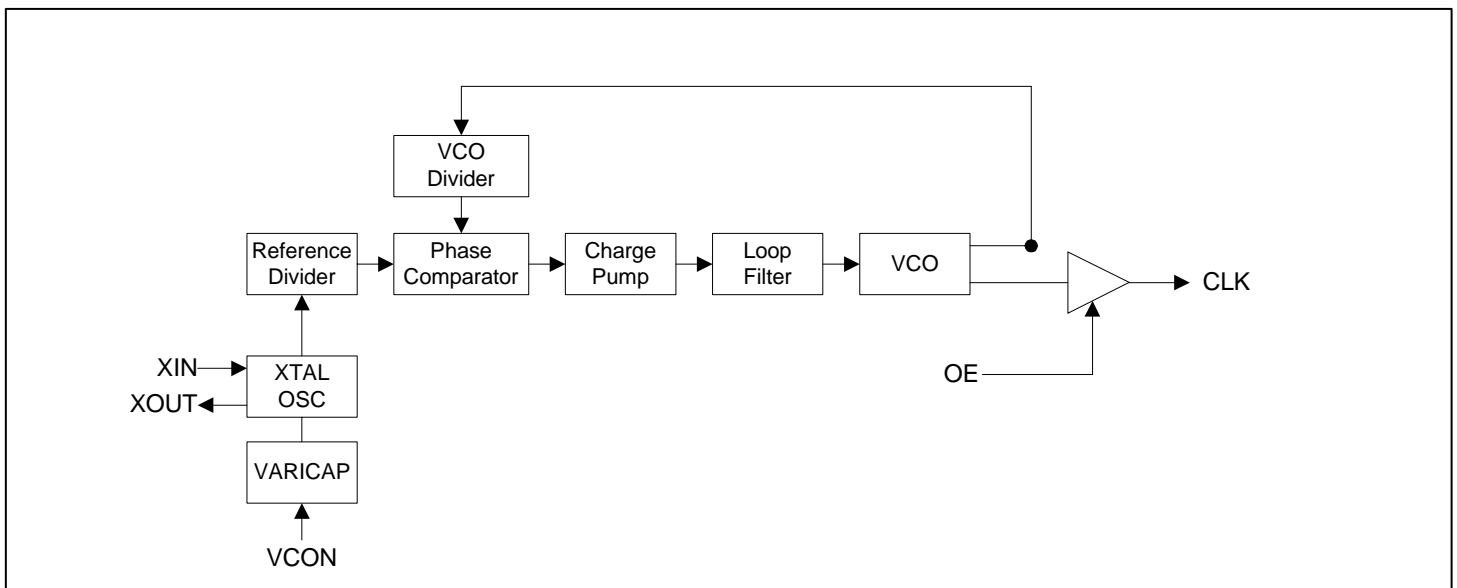 VCO
Divider
Reference
Divider
Phase
Comparator
Charge
Pump
Loop
Filter
VCO
CLK
XIN
XOUT
XTAL
OSC
OE
VARICAP
VCON